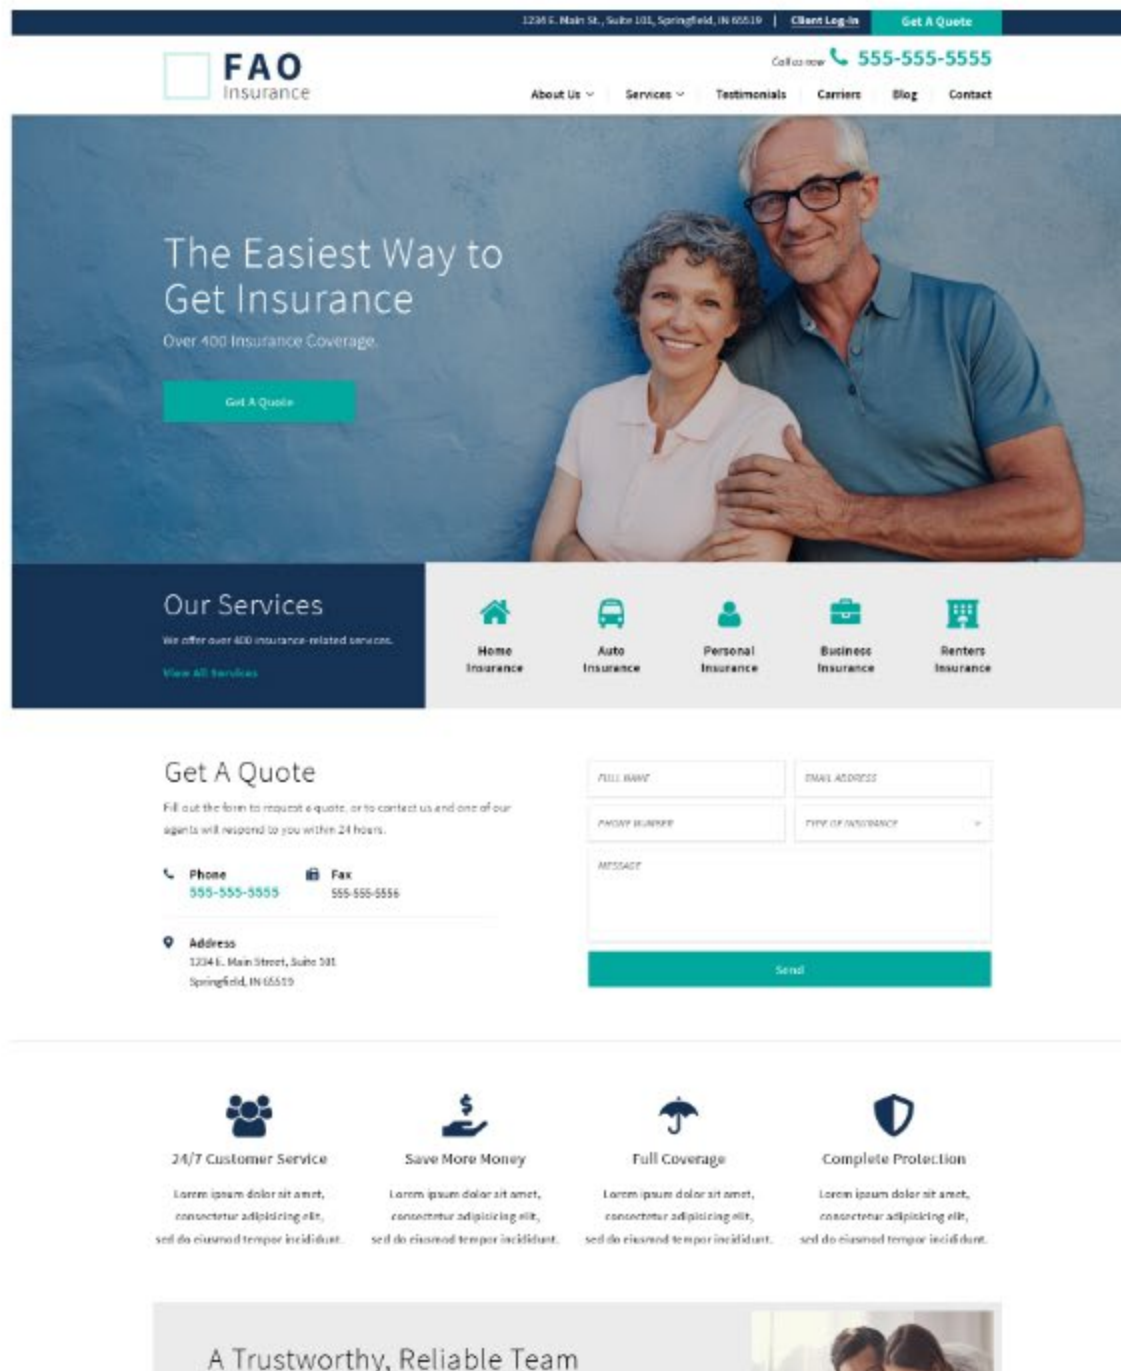 1234 E. Main St., Suite 101, Springfield, IN 65519 | Client Log-In
Get A Quote
FAO
Insurance
Call us now 555-555-5555
About Us
Services
Testimonials
Carriers
Blog
Contact
The Easiest Way to
Get Insurance
Over 400 Insurance Coverage.
Get A Quote
Our Services
We offer over 400 insurance-related services.
View All Services
Home
Insurance
Auto
Insurance
Personal
Insurance
Business
Insurance
Renters
Insurance
Get A Quote
Fill out the form to request a quote, or to contact us and one of our
agents will respond to you within 24 hours.
Phone
555-555-5555
Fax
555-555-5556
Address
1234 E. Main Street, Suite 101
Springfield, IN 65519
FULL NAME
EMAIL ADDRESS
PHONE NUMBER
TYPE OF INSURANCE
MESSAGE
Send
24/7 Customer Service
Lorem ipsum dolor sit amet,
consectetur adipisicing elit,
sed do eiusmod tempor incididunt.
Save More Money
Lorem ipsum dolor sit amet,
consectetur adipisicing elit,
sed do eiusmod tempor incididunt.
Full Coverage
Lorem ipsum dolor sit amet,
consectetur adipisicing elit,
sed do eiusmod tempor incididunt.
Complete Protection
Lorem ipsum dolor sit amet,
consectetur adipisicing elit,
sed do eiusmod tempor incididunt.
A Trustworthy, Reliable Team